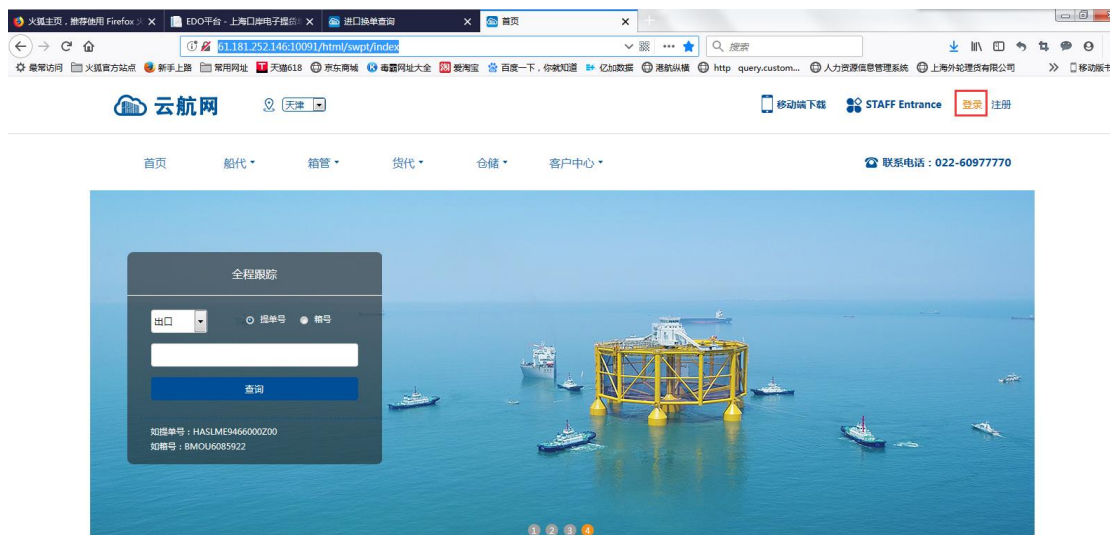 火狐主页，推荐使用 Firefox 火
EDO平台 - 上海口岸电子提货
进口换单查询
首页
61.181.252.146:10091/html/swpt/index
搜索
最常访问 火狐官方站点 新手上路 常用网址 天猫618 京东商城 毒霸网址大全 爱淘宝 百度一下，你就知道 亿加数据 港航纵横 http query.custom... 人力资源信息管理系统 上海外轮理货有限公司 移动版书
云航网 天津 移动端下载 STAFF Entrance 登录 注册
首页 船代 箱管 货代 仓储 客户中心 联系电话：022-60977770
全程跟踪
出口 提单号 箱号
查询
如提单号：HASLME9466000Z00
如箱号：BMOU6085922
1 2 3 4